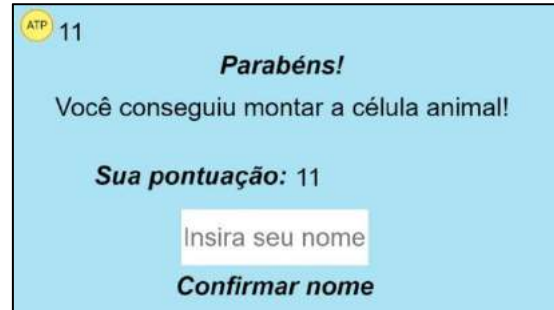 ATP 11
Parabéns!
Você conseguiu montar a célula animal!
Sua pontuação: 11
Insira seu nome
Confirmar nome